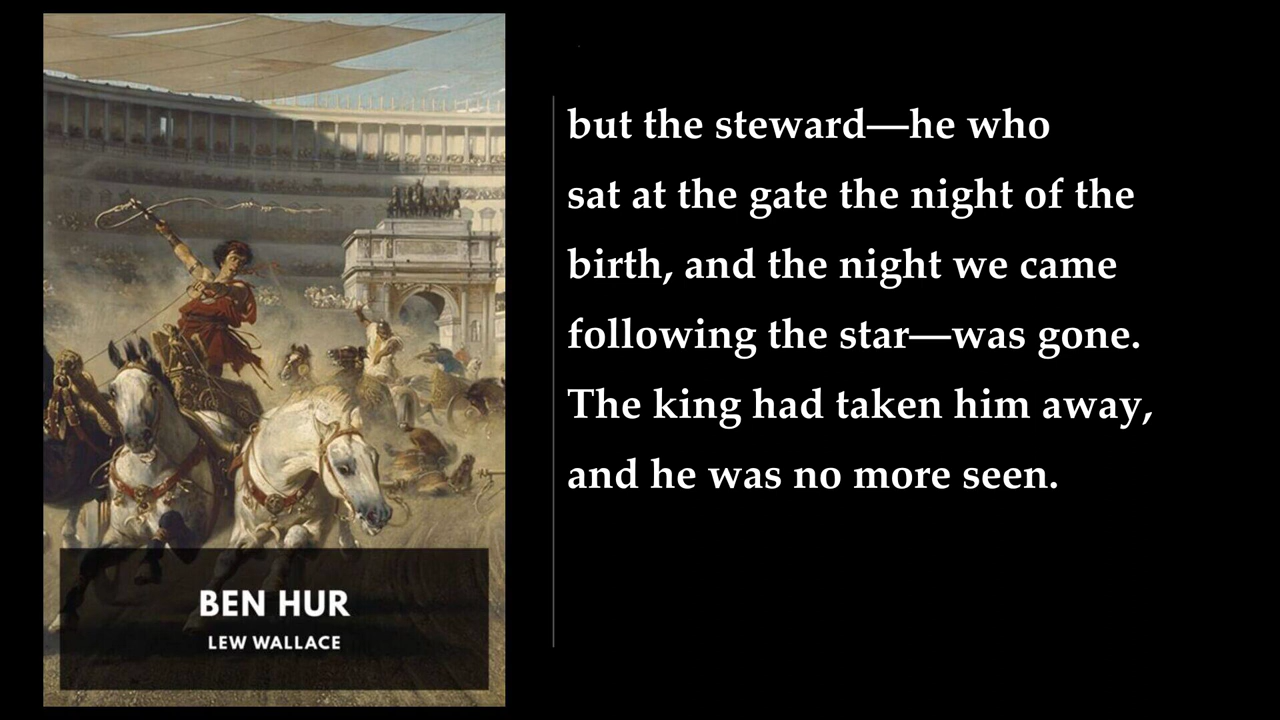 BEN HUR
LEW WALLACE
but the steward—he who
sat at the gate the night of the
birth, and the night we came
following the star—was gone.
The king had taken him away,
and he was no more seen.